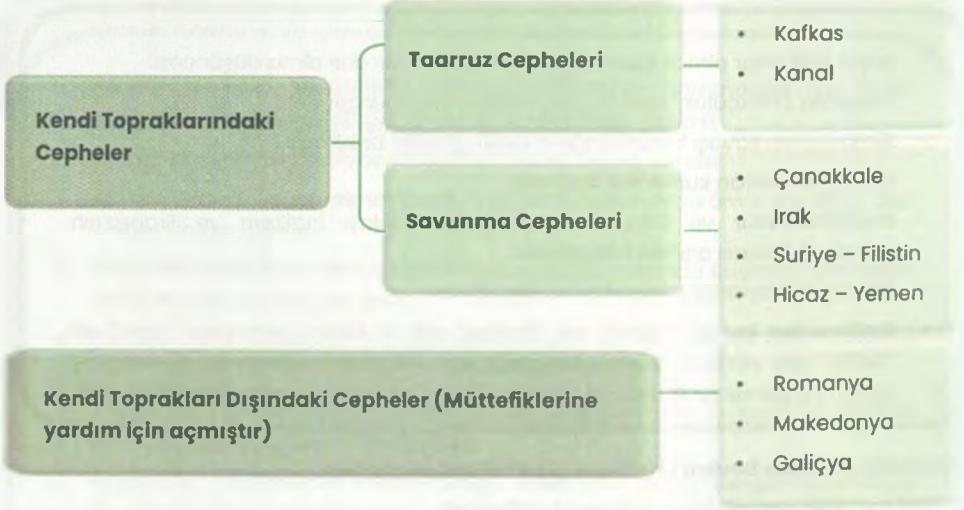 Kendi Topraklarındaki
Cepheler
Taarruz Cepheleri
• Kafkas
• Kanal
Savunma Cepheleri
• Çanakkale
• Irak
• Suriye – Filistin
• Hicaz – Yemen
Kendi Toprakları Dışındaki Cepheler (Müttefiklerine
yardım için açmıştır)
• Romanya
• Makedonya
• Galiçya